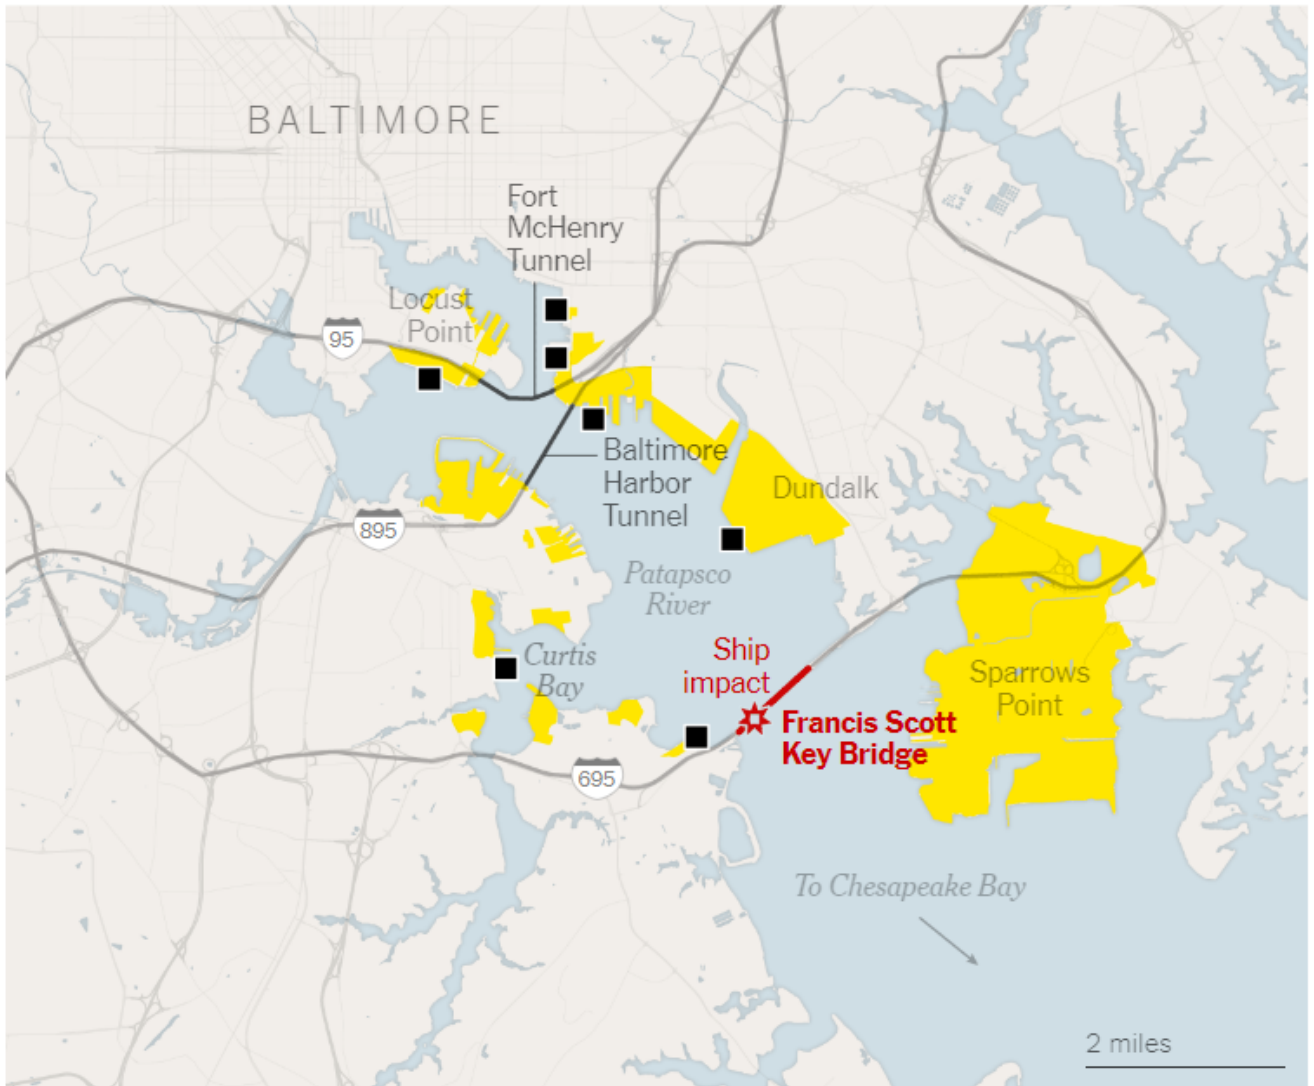 BALTIMORE
Fort
McHenry
Tunnel
Locust
Point
95
Baltimore
Harbor
Tunnel
Dundalk
895
Patapsco
River
Ship
impact
Curtis
Bay
Sparrows
Point
Francis Scott
Key Bridge
695
To Chesapeake Bay
2 miles